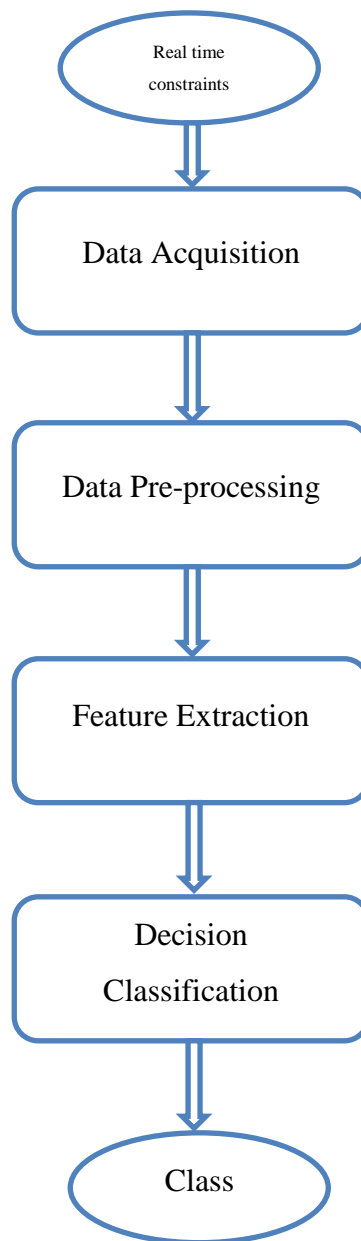 Real time
constraints
Data Acquisition
Data Pre-processing
Feature Extraction
Decision
Classification
Class